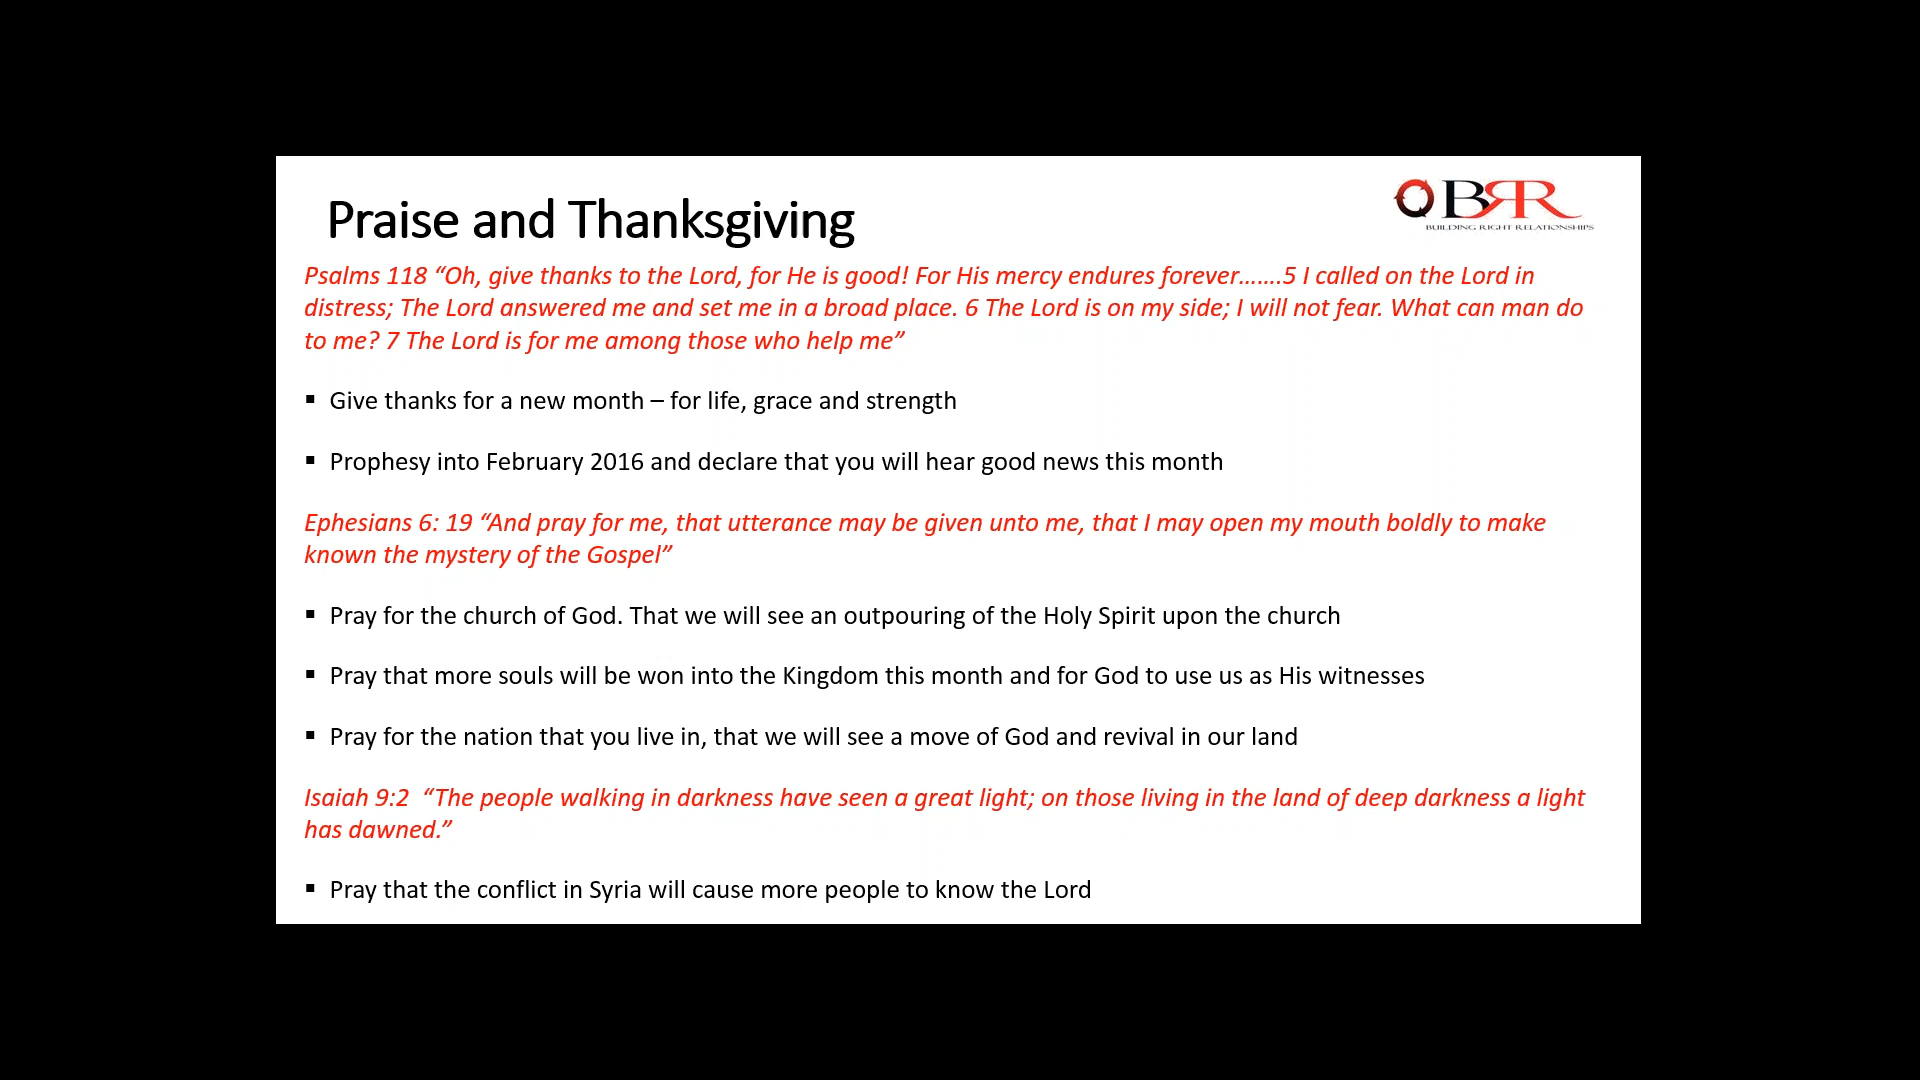 BRR
BUILDING RIGHT RELATIONSHIPS
Praise and Thanksgiving
Psalms 118 “Oh, give thanks to the Lord, for He is good! For His mercy endures forever…….5 I called on the Lord in
distress; The Lord answered me and set me in a broad place. 6 The Lord is on my side; I will not fear. What can man do
to me? 7 The Lord is for me among those who help me”
▪ Give thanks for a new month – for life, grace and strength
▪ Prophesy into February 2016 and declare that you will hear good news this month
Ephesians 6: 19 “And pray for me, that utterance may be given unto me, that I may open my mouth boldly to make
known the mystery of the Gospel”
▪ Pray for the church of God. That we will see an outpouring of the Holy Spirit upon the church
▪ Pray that more souls will be won into the Kingdom this month and for God to use us as His witnesses
▪ Pray for the nation that you live in, that we will see a move of God and revival in our land
Isaiah 9:2  “The people walking in darkness have seen a great light; on those living in the land of deep darkness a light
has dawned.”
▪ Pray that the conflict in Syria will cause more people to know the Lord